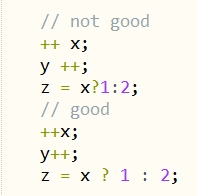 // not good
++ x;
y ++;
z = x?1:2;
// good
++x;
y++;
z = x ? 1 : 2;